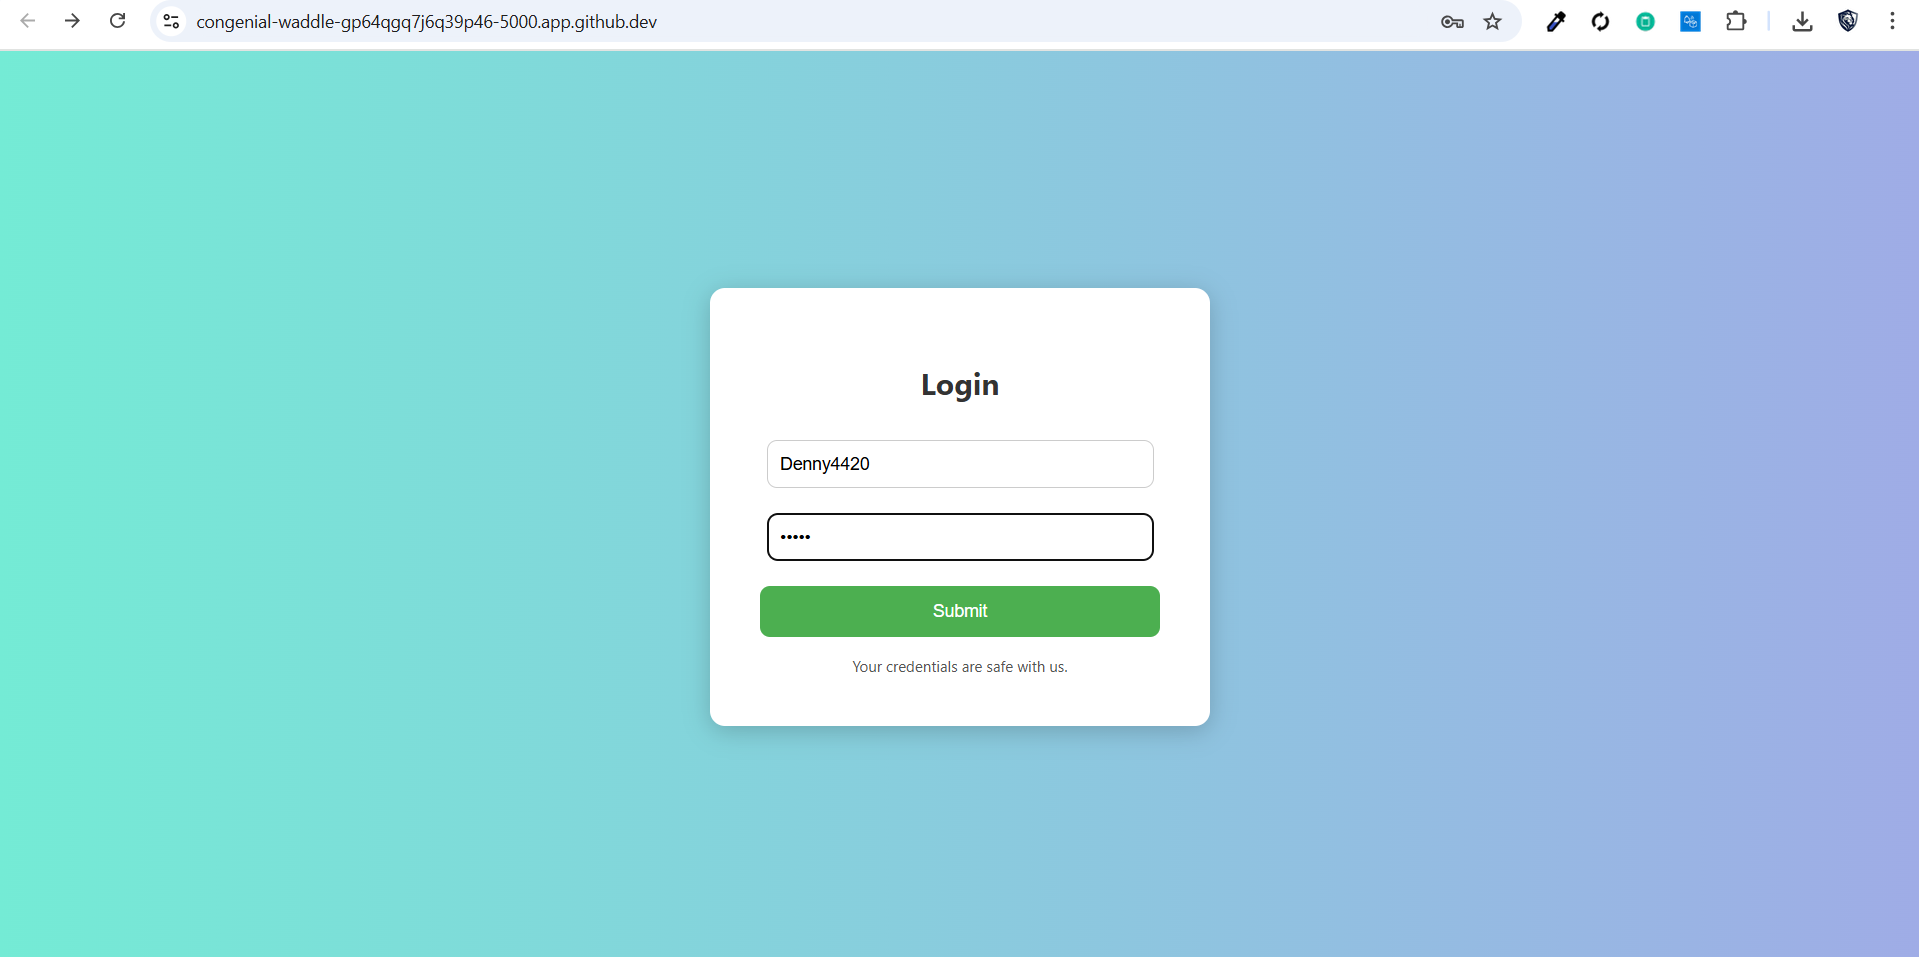 congenial-waddle-gp64qgq7j6q39p46-5000.app.github.dev
Login
Denny4420
•••••
Submit
Your credentials are safe with us.